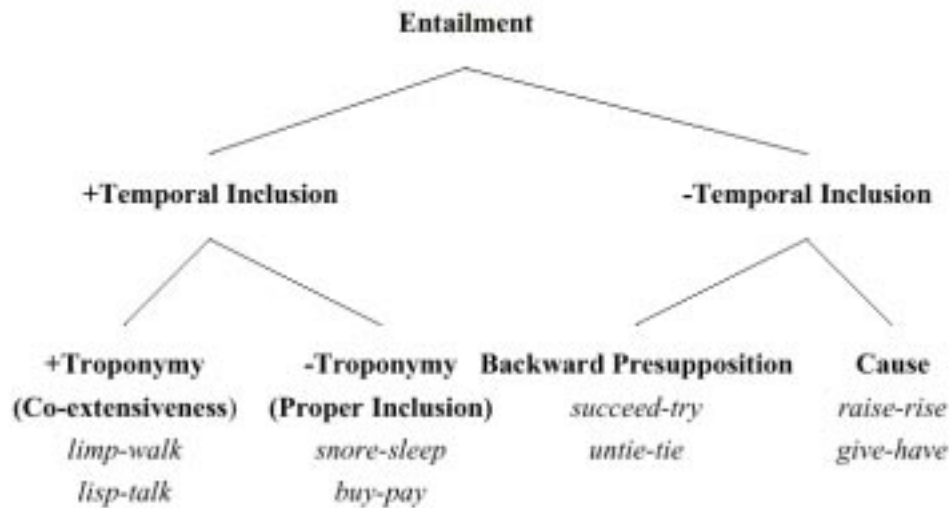 Entailment
+Temporal Inclusion -Temporal Inclusion
+Troponymy -Troponymy Backward Presupposition Cause
(Co-extensiveness) (Proper Inclusion) succeed-try raise-rise
limp-walk snore-sleep untie-tie give-have
lisp-talk buy-pay